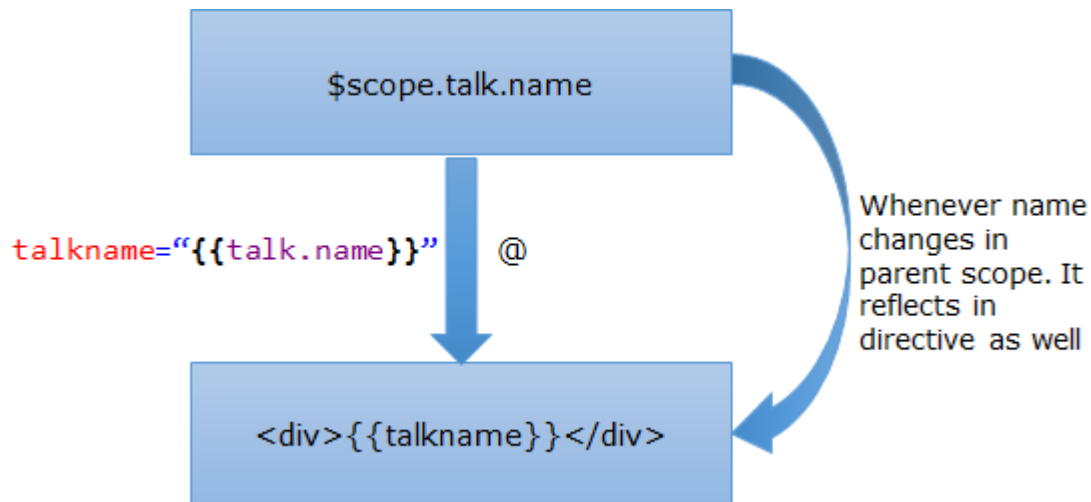 $scope.talk.name
talkname=“{{talk.name}}”
@
Whenever name
changes in
parent scope. It
reflects in
directive as well
<div>{{talkname}}</div>